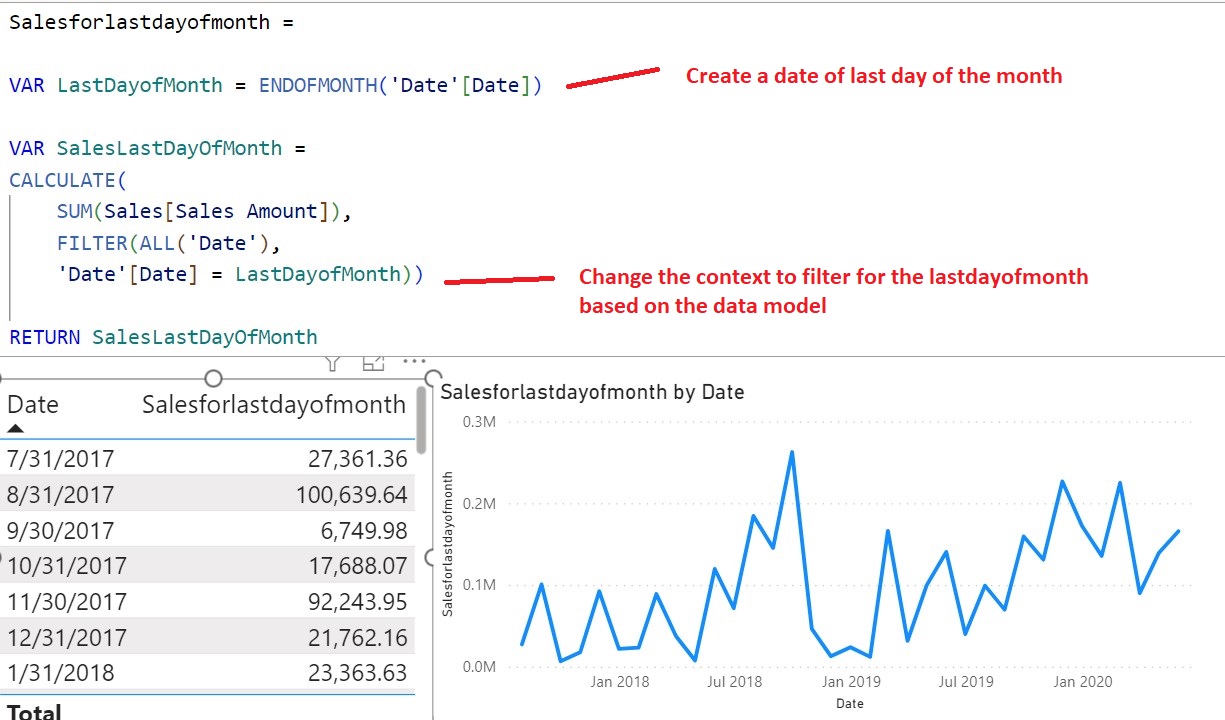 Salesforlastdayofmonth =
VAR LastDayofMonth = ENDOFMONTH('Date'[Date])
Create a date of last day of the month
VAR SalesLastDayOfMonth =
CALCULATE(
SUM(Sales[Sales Amount]),
FILTER(ALL('Date'),
'Date'[Date] = LastDayofMonth))
Change the context to filter for the lastdayofmonth
based on the data model
RETURN SalesLastDayOfMonth
Date Salesforlastdayofmonth
7/31/2017 27,361.36
8/31/2017 100,639.64
9/30/2017 6,749.98
10/31/2017 17,688.07
11/30/2017 92,243.95
12/31/2017 21,762.16
1/31/2018 23,363.63
Total
Salesforlastdayofmonth by Date
0.3M
0.2M
0.1M
0.0M
Salesforlastdayofmonth
Jan 2018 Jul 2018 Jan 2019 Jul 2019 Jan 2020
Date